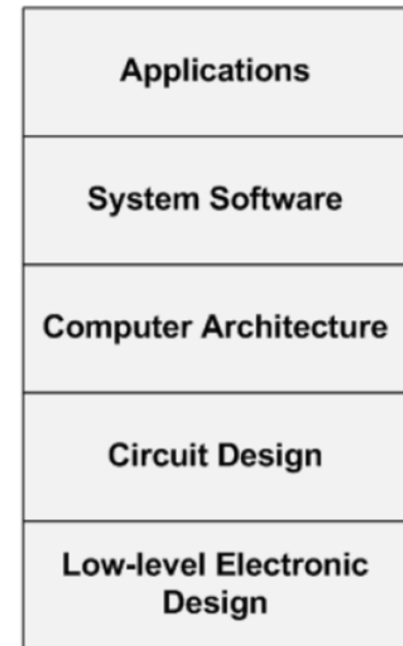 Applications
System Software
Computer Architecture
Circuit Design
Low-level Electronic
Design